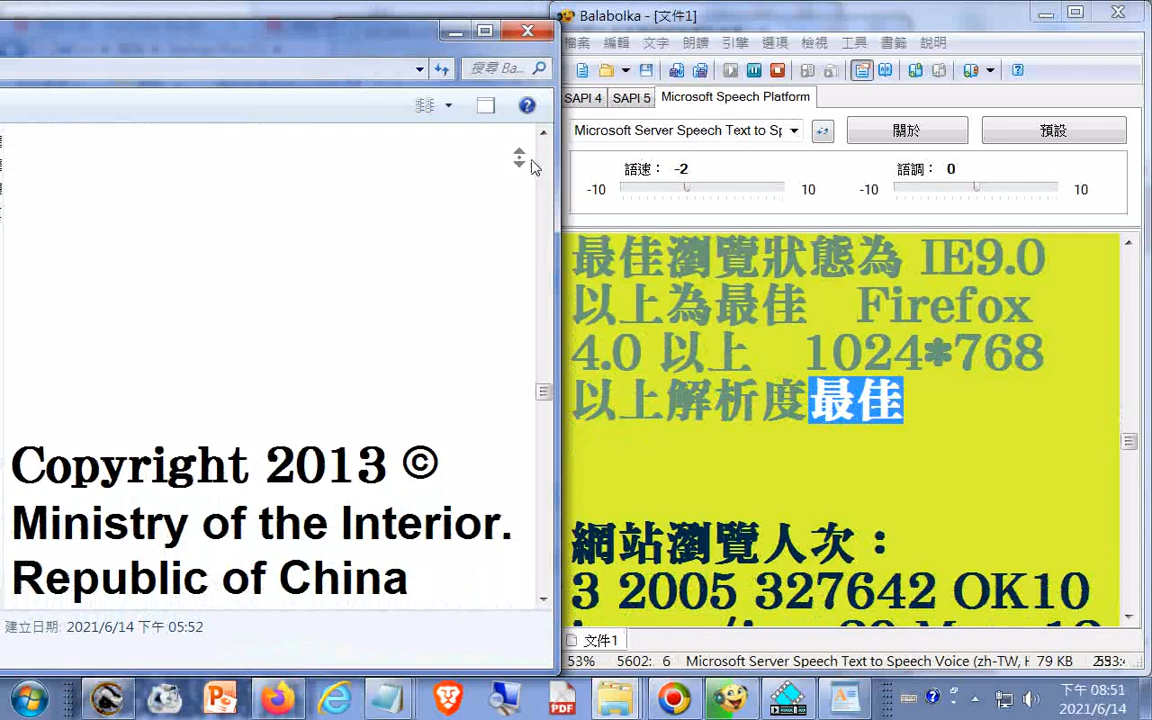 Balabolka - [文件1]
檔案 編輯 文字 朗讀 引擎 選項 檢視 工具 書籤 說明
搜尋 Ba...
SAPI 4 SAPI 5 Microsoft Speech Platform
Microsoft Server Speech Text to Sp
關於 預設
語速： -2 語調： 0
-10 10 -10 10
Copyright 2013 ©
Ministry of the Interior.
Republic of China
建立日期: 2021/6/14 下午 05:52
最佳瀏覽狀態為 IE9.0
以上為最佳 Firefox
4.0 以上 1024*768
以上解析度最佳
網站瀏覽人次：
3 2005 327642 OK10
文件1
53% 5602: 6 Microsoft Server Speech Text to Speech Voice (zh-TW, H 79 KB
PDF
下午 08:51
2021/6/14